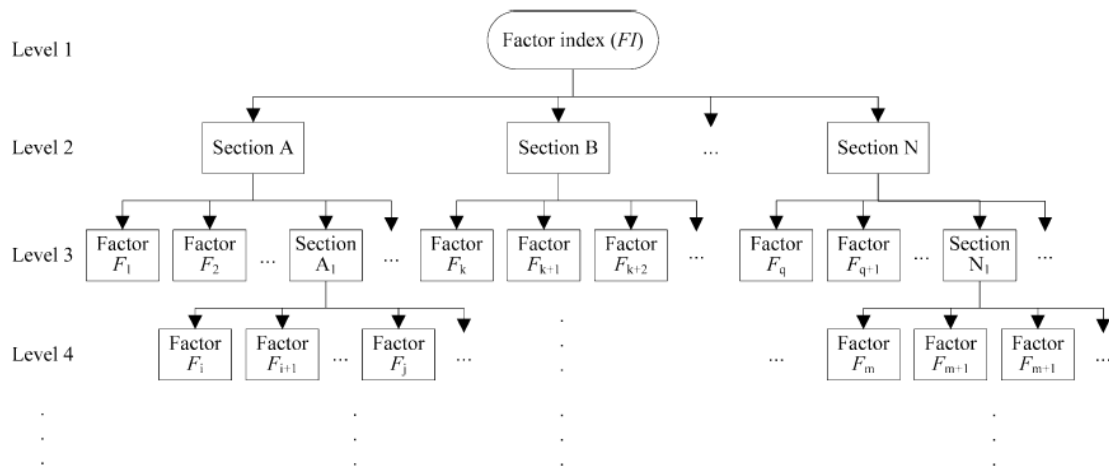 Level 1
Factor index (FI)
Level 2
Section A
Section B
...
Section N
Level 3
Factor
F1
Factor
F2
...
Section
A1
...
Factor
Fk
Factor
Fk+1
Factor
Fk+2
...
Factor
Fq
Factor
Fq+1
...
Section
N1
...
Level 4
Factor
Fi
Factor
Fi+1
...
Factor
Fj
...
...
Factor
Fm
Factor
Fm+1
Factor
Fm+1
...